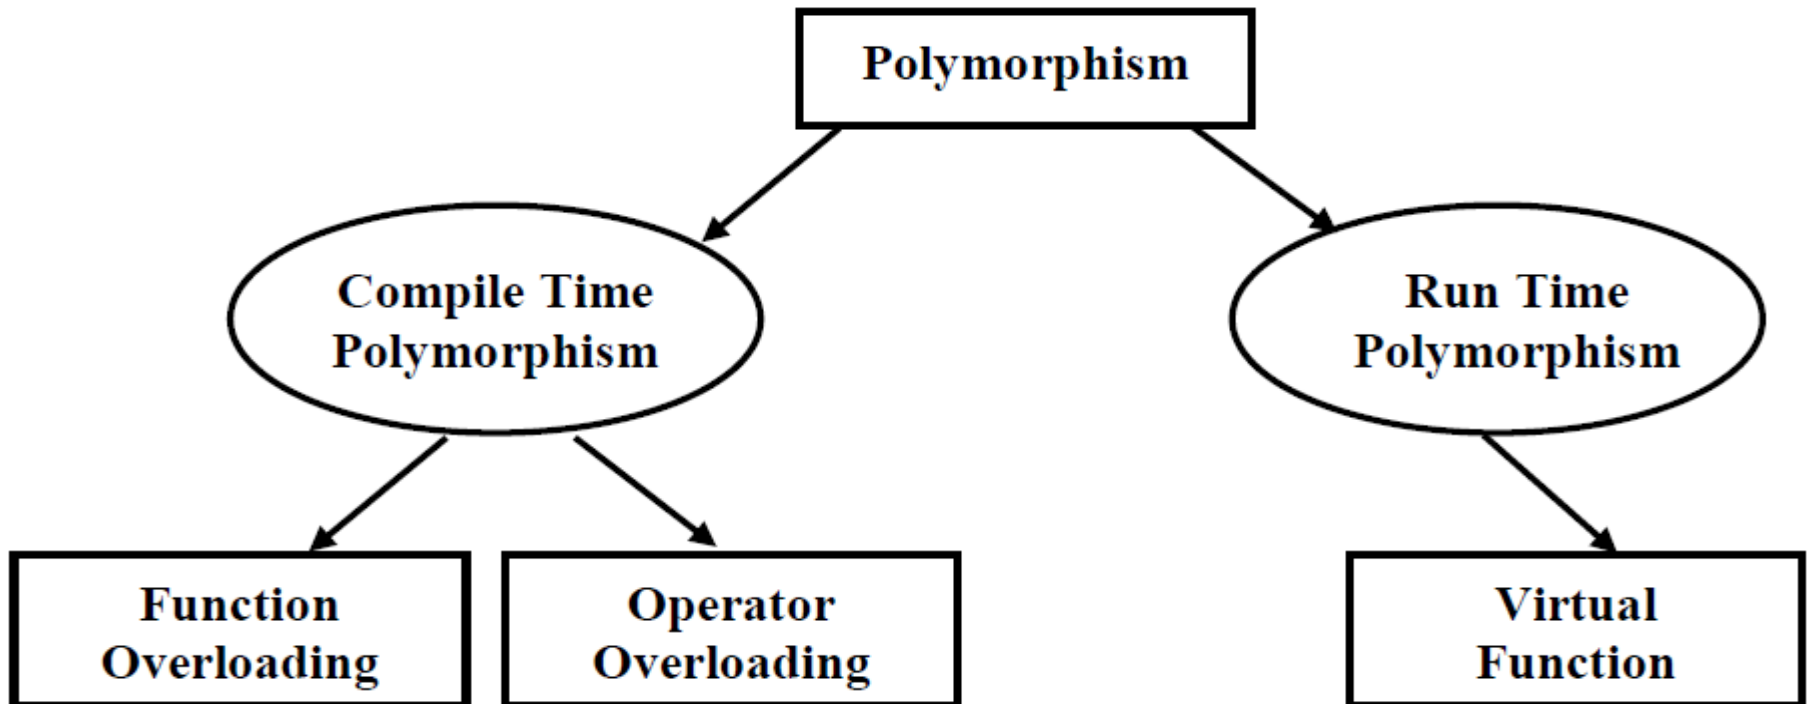 Polymorphism
Compile Time
Polymorphism
Run Time
Polymorphism
Function
Overloading
Operator
Overloading
Virtual
Function